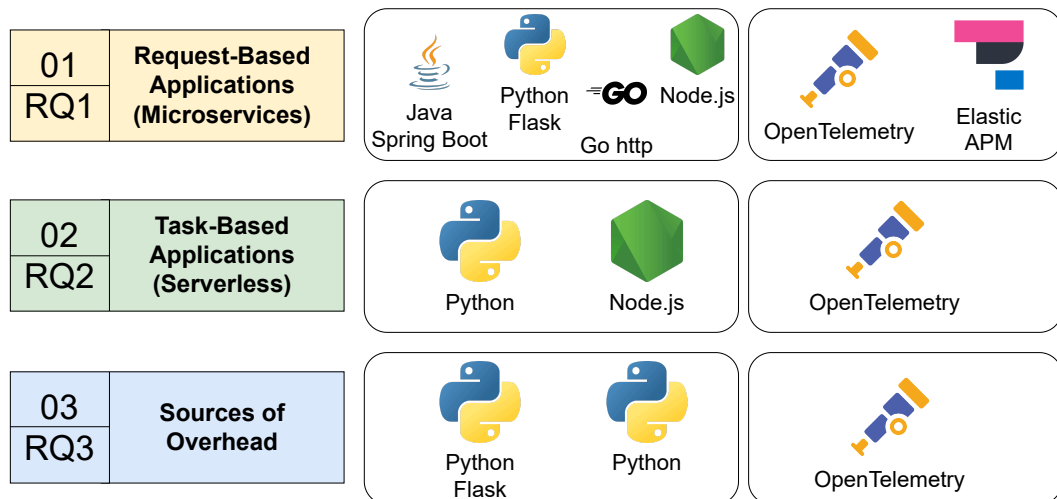 01
RQ1
Request-Based
Applications
(Microservices)
Java
Spring Boot
Python
Flask
GO
Go http
Node.js
OpenTelemetry
Elastic
APM
02
RQ2
Task-Based
Applications
(Serverless)
Python
Node.js
OpenTelemetry
03
RQ3
Sources of
Overhead
Python
Flask
Python
OpenTelemetry